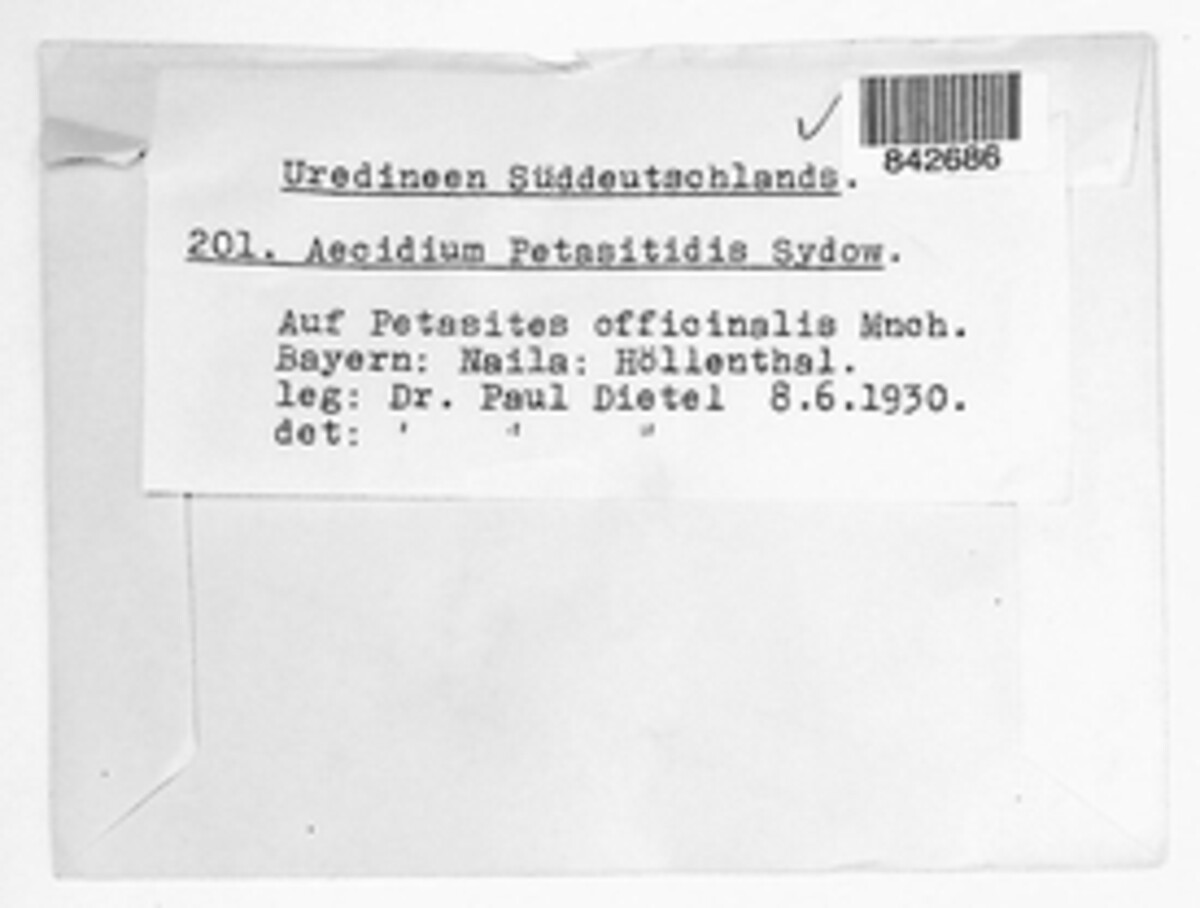 842686
Uredineen Süddeutschlands.
201. Aecidium Petasitidis Sydow.
Auf Petasites officinalis Mnch.
Bayern: Naila: Höllenthal.
leg: Dr. Paul Dietel 8.6.1930.
det: ' " "